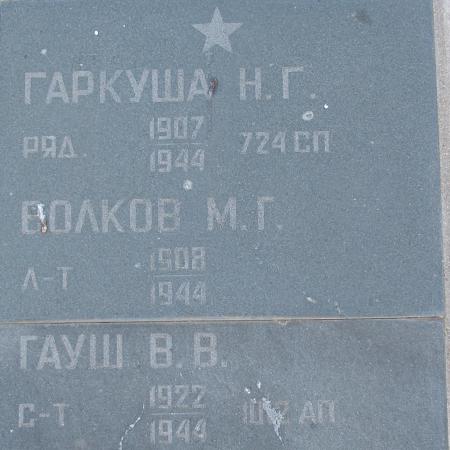 ГАРКУША Н.Г.
РЯД. 1907 1944 724 СП
ВОЛКОВ М.Г.
Л-Т 1908 1944
ГАУШ В.В.
С-Т 1922 1944 АП